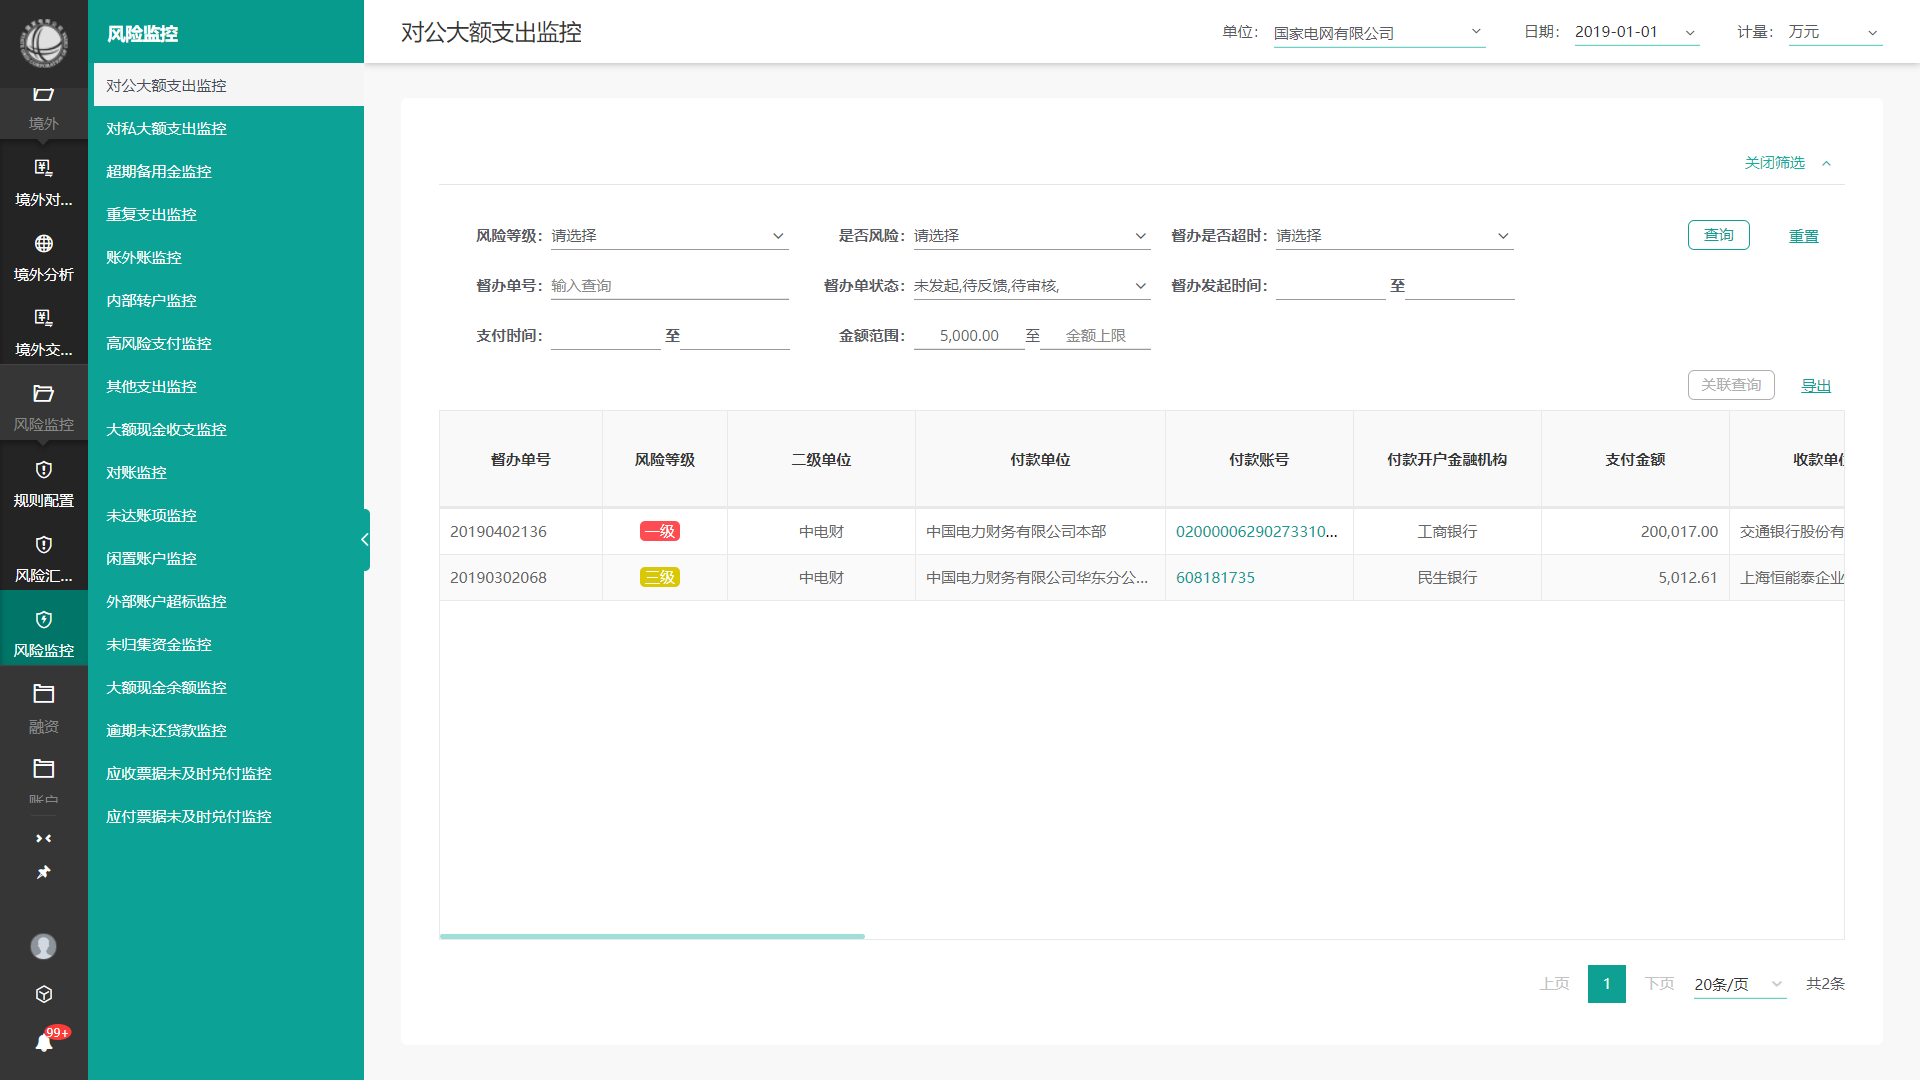 境外
境外对...
境外分析
境外交...
风险监控
规则配置
风险汇...
风险监控
融资
账户
99+
风险监控
对公大额支出监控
对私大额支出监控
超期备用金监控
重复支出监控
账外账监控
内部转户监控
高风险支付监控
其他支出监控
大额现金收支监控
对账监控
未达账项监控
闲置账户监控
外部账户超标监控
未归集资金监控
大额现金余额监控
逾期未还贷款监控
应收票据未及时兑付监控
应付票据未及时兑付监控
对公大额支出监控 单位： 国家电网有限公司 日期： 2019-01-01 计量： 万元
关闭筛选
风险等级： 请选择 是否风险： 请选择 督办是否超时： 请选择 查询 重置
督办单号： 输入查询 督办单状态： 未发起,待反馈,待审核, 督办发起时间： 至
支付时间： 至 金额范围： 5,000.00 至 金额上限
关联查询 导出
督办单号 风险等级 二级单位 付款单位 付款账号 付款开户金融机构 支付金额 收款单位
20190402136 一级 中电财 中国电力财务有限公司本部 02000006290273310... 工商银行 200,017.00 交通银行股份有
20190302068 三级 中电财 中国电力财务有限公司华东分公... 608181735 民生银行 5,012.61 上海恒能泰企业
上页 1 下页 20条/页 共2条